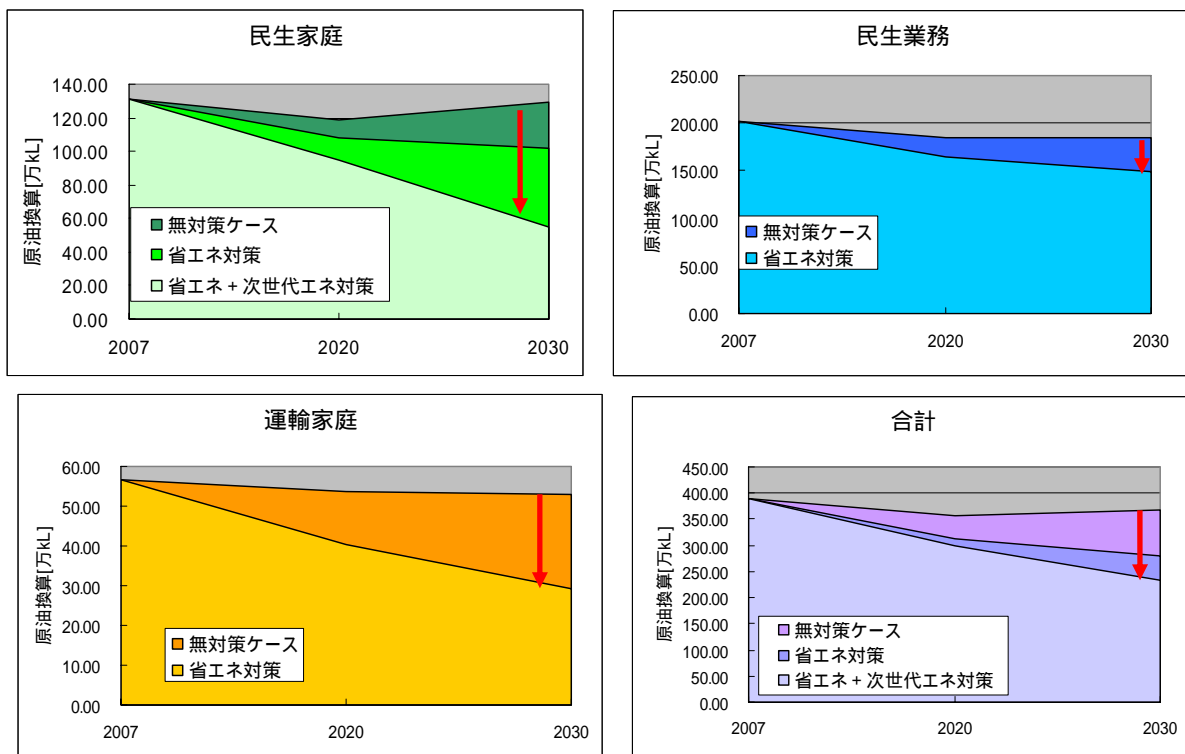 民生家庭
原油換算[万kL]
140.00
120.00
100.00
80.00
60.00
40.00
20.00
0.00
無対策ケース
省エネ対策
省エネ + 次世代エネ対策
2007
2020
2030
民生業務
原油換算[万kL]
250.00
200.00
150.00
100.00
50.00
0.00
無対策ケース
省エネ対策
2007
2020
2030
運輸家庭
原油換算[万kL]
60.00
50.00
40.00
30.00
20.00
10.00
0.00
無対策ケース
省エネ対策
2007
2020
2030
合計
原油換算[万kL]
450.00
400.00
350.00
300.00
250.00
200.00
150.00
100.00
50.00
0.00
無対策ケース
省エネ対策
省エネ + 次世代エネ対策
2007
2020
2030